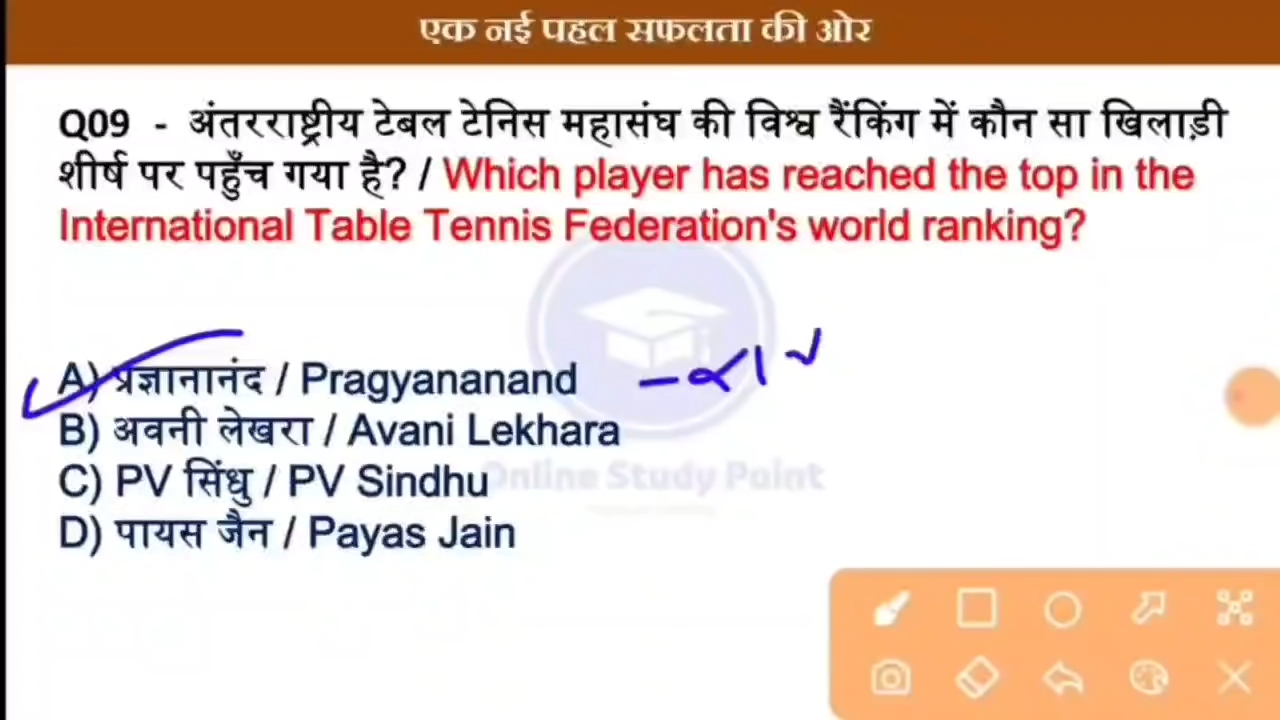 एक नई पहल सफलता की ओर
Q09 - अंतरराष्ट्रीय टेबल टेनिस महासंघ की विश्व रैंकिंग में कौन सा खिलाड़ी
शीर्ष पर पहुँच गया है? / Which player has reached the top in the
International Table Tennis Federation's world ranking?
A) प्रज्ञानानंद / Pragyananand
B) अवनी लेखरा / Avani Lekhara
C) PV सिंधु / PV Sindhu
Online Study Point
D) पायस जैन / Payas Jain